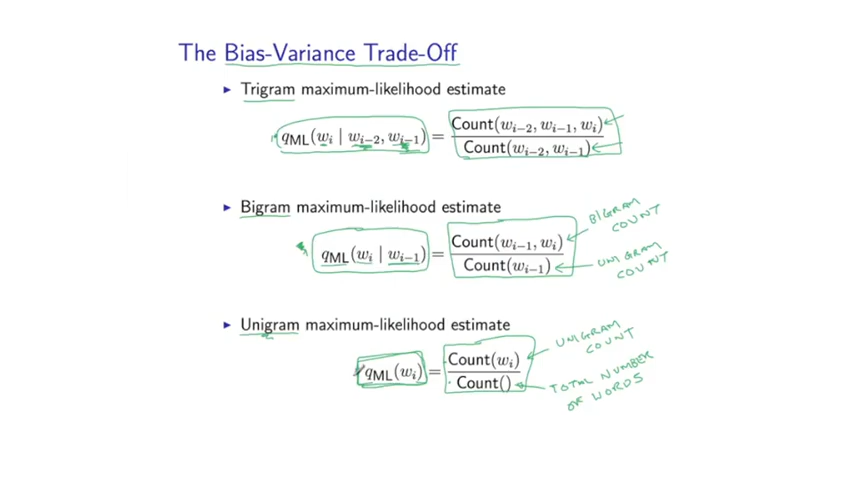 The Bias-Variance Trade-Off
▶ Trigram maximum-likelihood estimate
qML(wi | wi−2, wi−1) = Count(wi−2, wi−1, wi)
Count(wi−2, wi−1)
▶ Bigram maximum-likelihood estimate
BIGRAM
COUNT
qML(wi | wi−1) = Count(wi−1, wi)
Count(wi−1)
UNIGRAM
COUNT
▶ Unigram maximum-likelihood estimate
UNIGRAM
COUNT
qML(wi) = Count(wi)
Count()
TOTAL NUMBER
OF WORDS